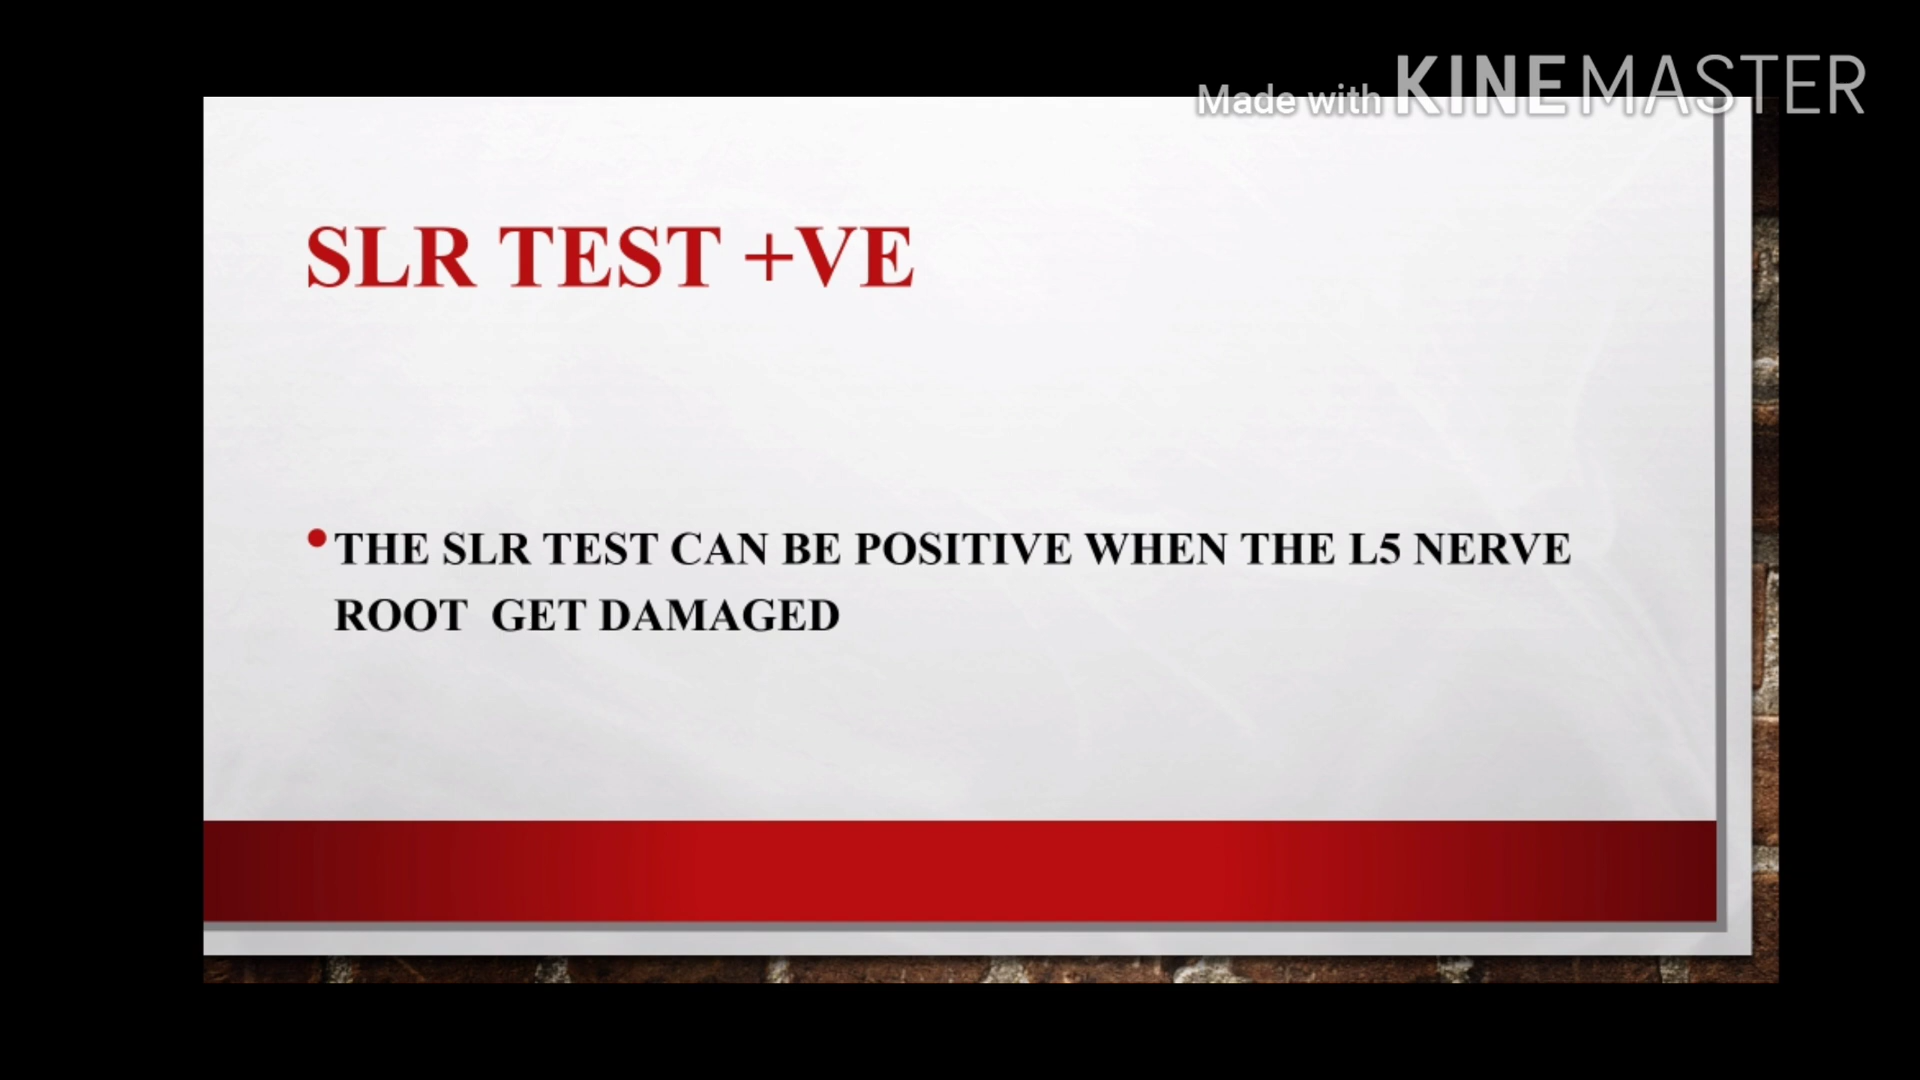 Made with KINEMASTER
SLR TEST +VE
• THE SLR TEST CAN BE POSITIVE WHEN THE L5 NERVE
ROOT GET DAMAGED